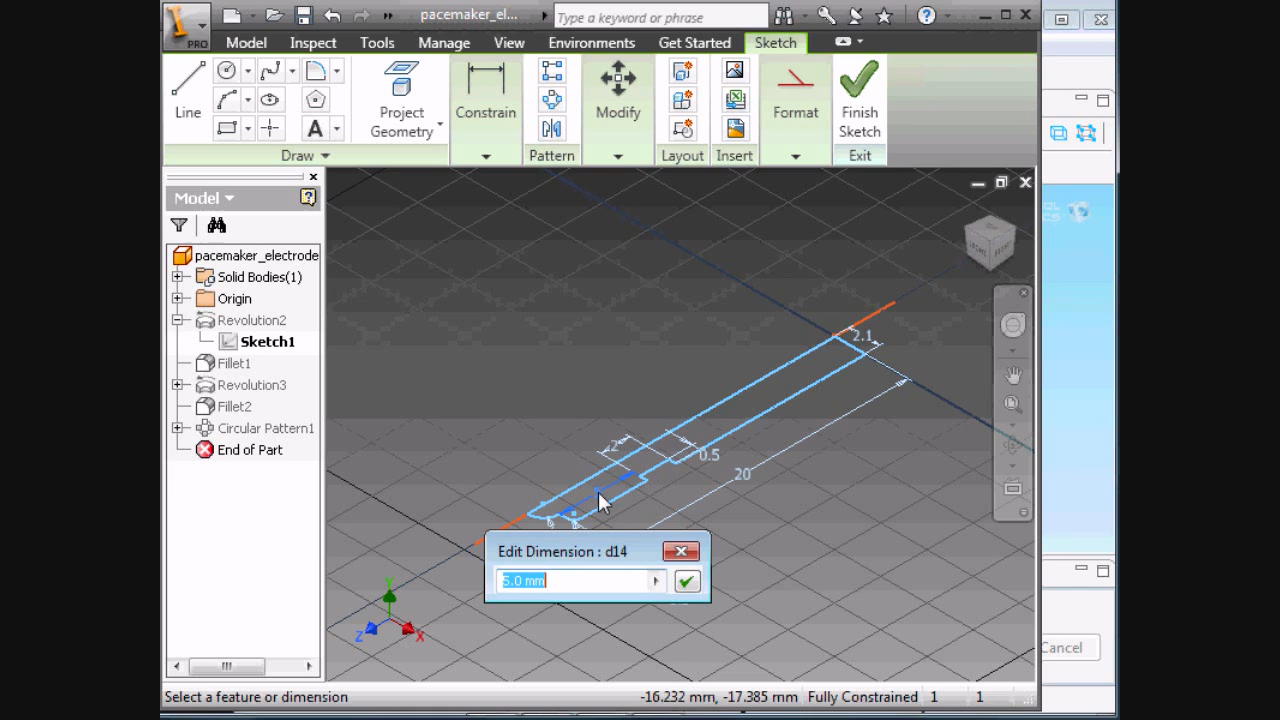 pacemaker_el...
Type a keyword or phrase
PRO
Model
Inspect
Tools
Manage
View
Environments
Get Started
Sketch
Line
Project
Geometry
Constrain
Modify
Format
Finish
Sketch
Draw
Pattern
Layout
Insert
Exit
Model
pacemaker_electrode
Solid Bodies(1)
Origin
Revolution2
Sketch1
Fillet1
Revolution3
Fillet2
Circular Pattern1
End of Part
2.1
2
0.5
20
Edit Dimension : d14
5.0 mm
Y
Z
X
Cancel
Select a feature or dimension
-16.232 mm, -17.385 mm
Fully Constrained
1
1